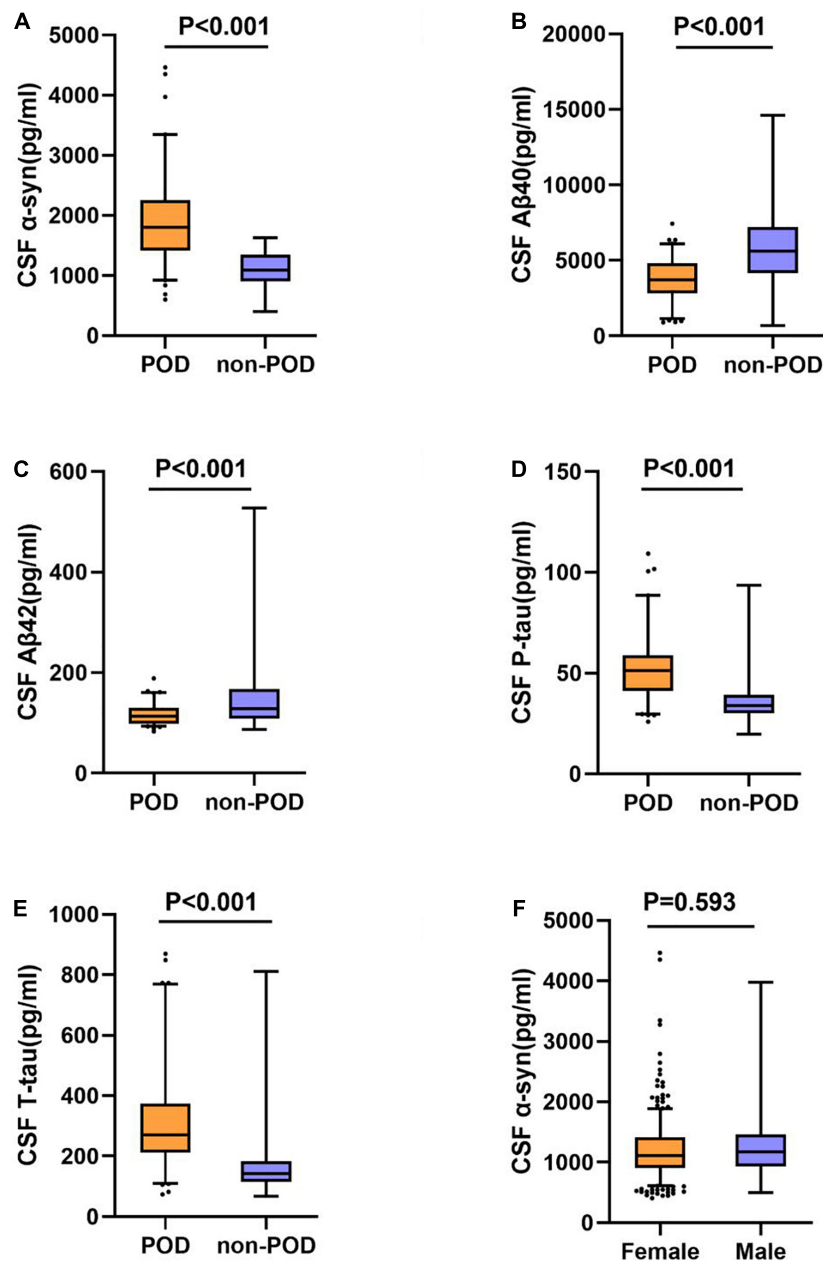 A
P<0.001
CSF α-syn(pg/ml)
5000
4000
3000
2000
1000
0
POD non-POD
B
P<0.001
CSF Aβ40(pg/ml)
20000
15000
10000
5000
0
POD non-POD
C
P<0.001
CSF Aβ42(pg/ml)
600
400
200
0
POD non-POD
D
P<0.001
CSF P-tau(pg/ml)
150
100
50
0
POD non-POD
E
P<0.001
CSF T-tau(pg/ml)
1000
800
600
400
200
0
POD non-POD
F
P=0.593
CSF α-syn(pg/ml)
5000
4000
3000
2000
1000
0
Female Male